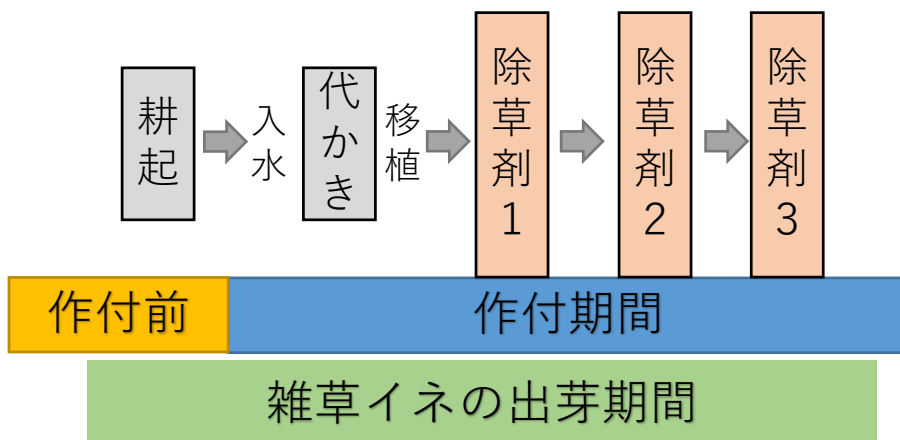 耕起
入水
代かき
移植
除草剤1
除草剤2
除草剤3
作付前
作付期間
雑草イネの出芽期間